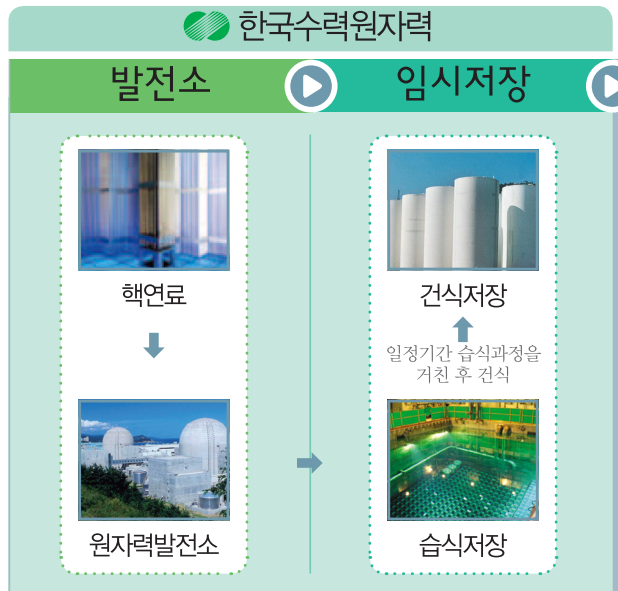 한국수력원자력
발전소
임시저장
핵연료
건식저장
일정기간 습식과정을
거친 후 건식
원자력발전소
습식저장